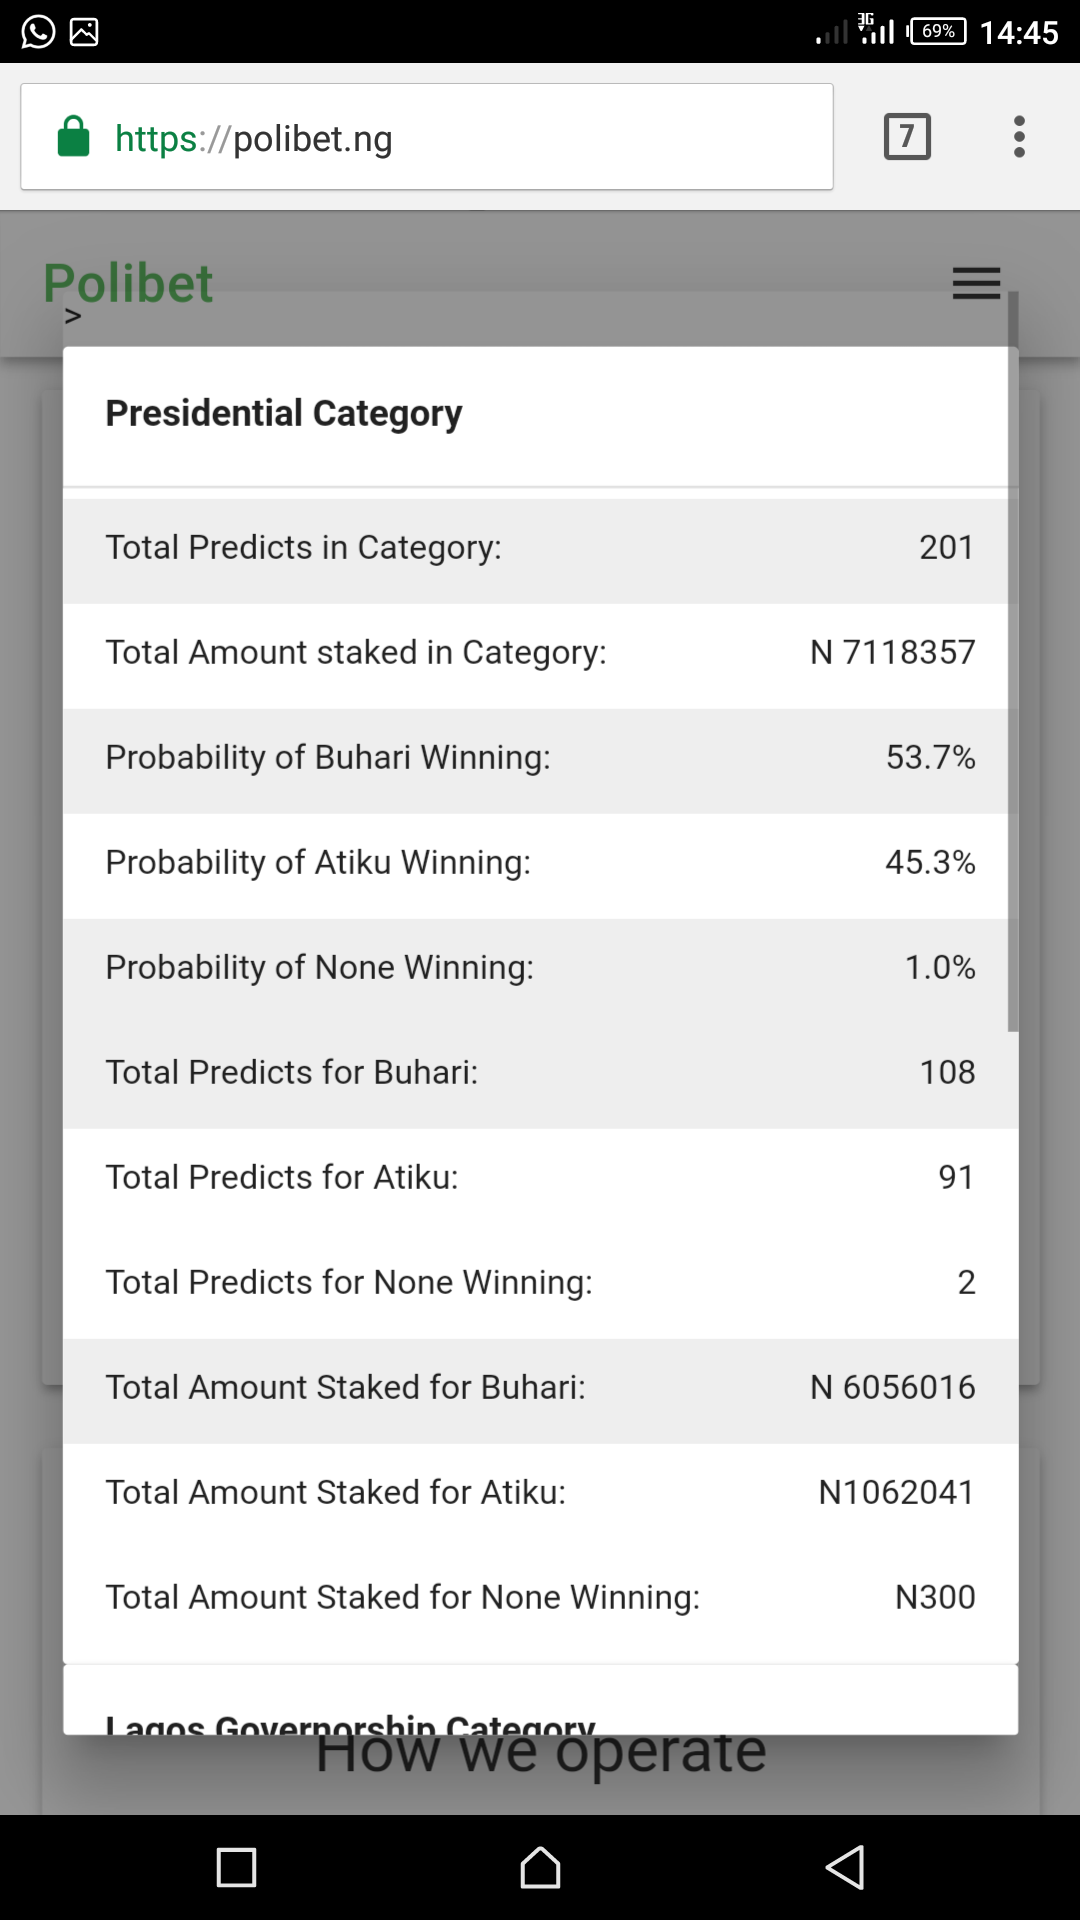 3G
69%
14:45
https://polibet.ng
7
Polibet
>
Presidential Category
Total Predicts in Category: 201
Total Amount staked in Category: N 7118357
Probability of Buhari Winning: 53.7%
Probability of Atiku Winning: 45.3%
Probability of None Winning: 1.0%
Total Predicts for Buhari: 108
Total Predicts for Atiku: 91
Total Predicts for None Winning: 2
Total Amount Staked for Buhari: N 6056016
Total Amount Staked for Atiku: N1062041
Total Amount Staked for None Winning: N300
Lagos Governorship Category
How we operate